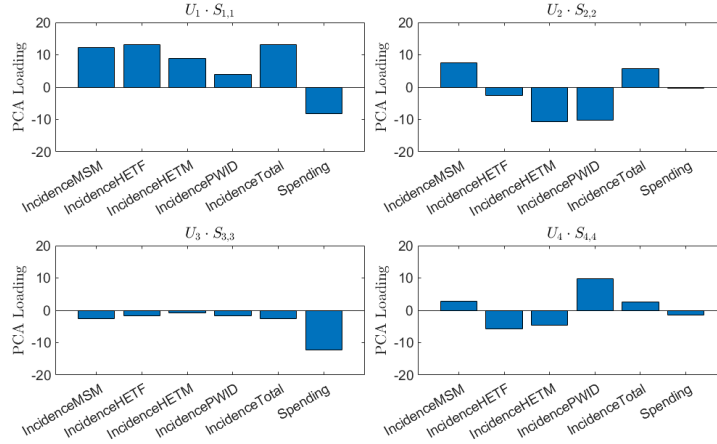 U₁ · S₁,₁
PCA Loading
20
10
0
-10
-20
IncidenceMSM
IncidenceHETF
IncidenceHETM
IncidencePWID
IncidenceTotal
Spending
U₂ · S₂,₂
PCA Loading
20
10
0
-10
-20
IncidenceMSM
IncidenceHETF
IncidenceHETM
IncidencePWID
IncidenceTotal
Spending
U₃ · S₃,₃
PCA Loading
20
10
0
-10
-20
IncidenceMSM
IncidenceHETF
IncidenceHETM
IncidencePWID
IncidenceTotal
Spending
U₄ · S₄,₄
PCA Loading
20
10
0
-10
-20
IncidenceMSM
IncidenceHETF
IncidenceHETM
IncidencePWID
IncidenceTotal
Spending